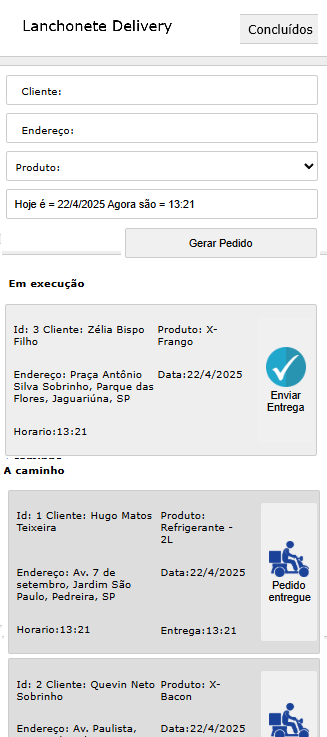 Lanchonete Delivery
Concluídos
Cliente:
Endereço:
Produto:
Hoje é = 22/4/2025 Agora são = 13:21
Gerar Pedido
Em execução
Id: 3 Cliente: Zélia Bispo
Filho
Produto: X-
Frango
Endereço: Praça Antônio
Silva Sobrinho, Parque das
Flores, Jaguariúna, SP
Data:22/4/2025
Horario:13:21
Enviar
Entrega
A caminho
Id: 1 Cliente: Hugo Matos
Teixeira
Produto:
Refrigerante -
2L
Endereço: Av. 7 de
setembro, Jardim São
Paulo, Pedreira, SP
Data:22/4/2025
Horario:13:21
Entrega:13:21
Pedido
entregue
Id: 2 Cliente: Quevin Neto
Sobrinho
Produto: X-
Bacon
Endereço: Av. Paulista,
Data:22/4/2025